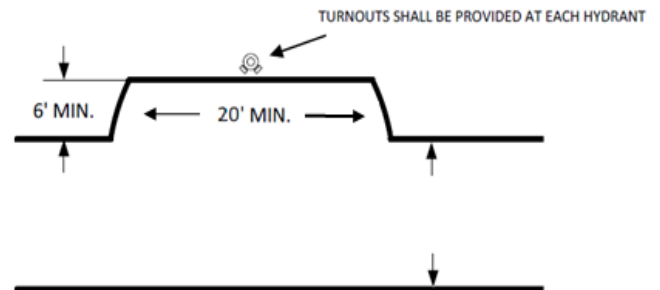 TURNOUTS SHALL BE PROVIDED AT EACH HYDRANT
6' MIN.
20' MIN.